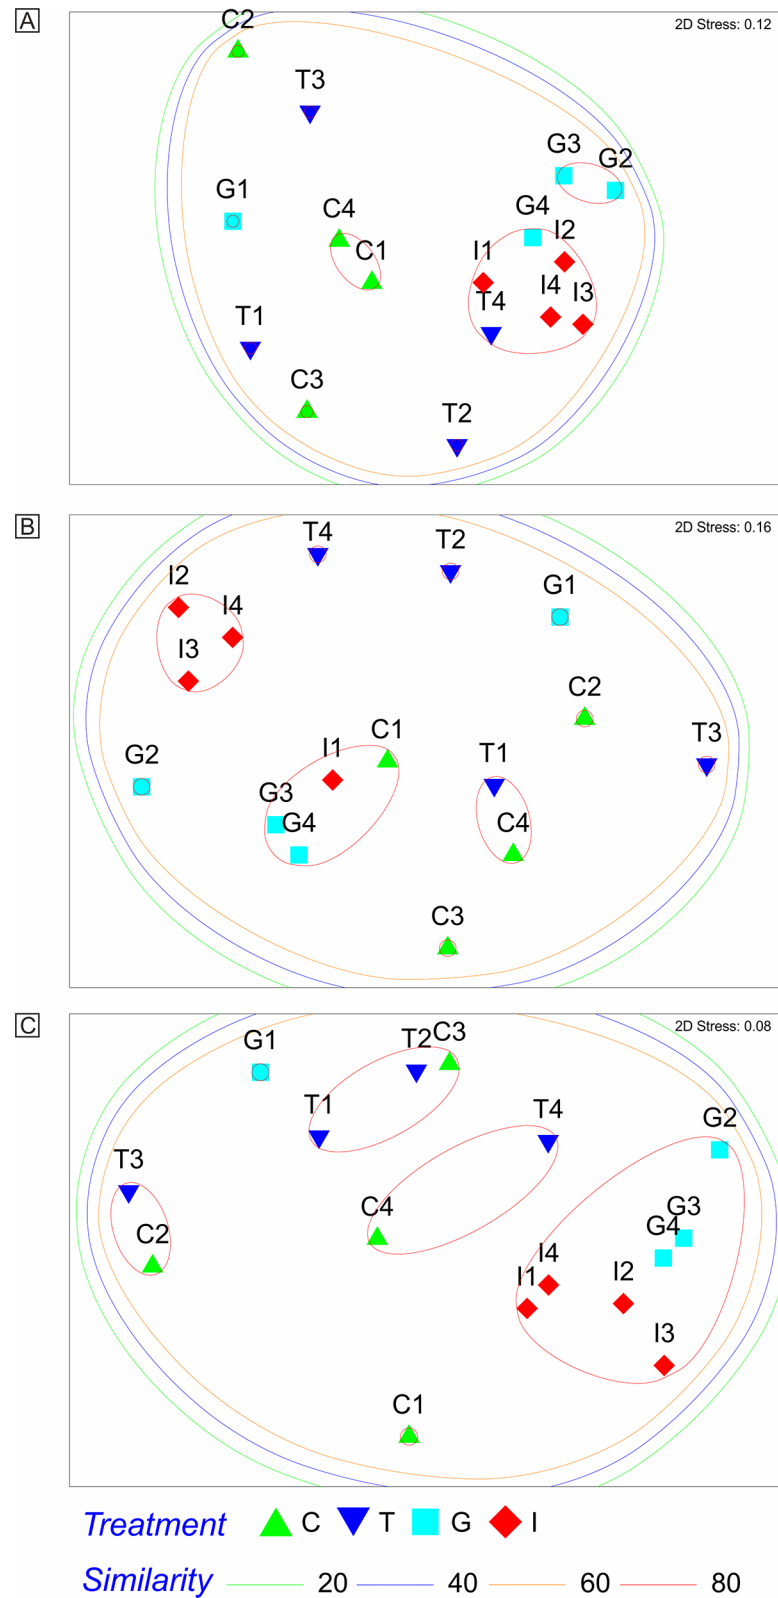 A
2D Stress: 0.12
C2
T3
G3
G2
G1
C4
G4
I2
C1
I1
I4
I3
T4
T1
C3
T2
B
2D Stress: 0.16
T4
T2
I2
G1
I4
I3
C2
C1
T3
G2
I1
T1
G3
G4
C4
C3
C
2D Stress: 0.08
G1
T2
C3
T1
T4
G2
T3
C4
G3
C2
G4
I4
I1
I2
I3
C1
Treatment C T G I
Similarity 20 40 60 80